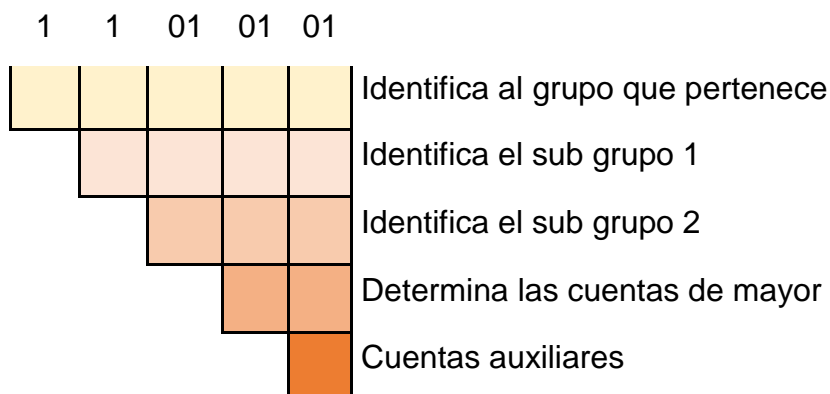 1 1 01 01 01
Identifica al grupo que pertenece
Identifica el sub grupo 1
Identifica el sub grupo 2
Determina las cuentas de mayor
Cuentas auxiliares